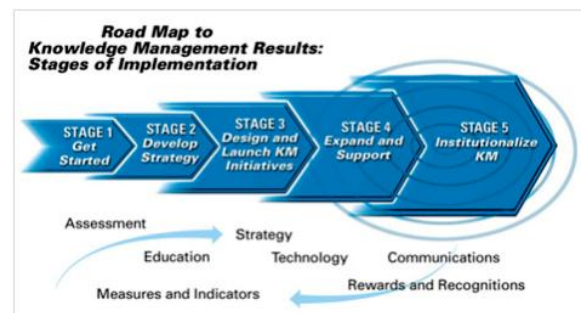 Road Map to
Knowledge Management Results:
Stages of Implementation
STAGE 1
Get
Started
STAGE 2
Develop
Strategy
STAGE 3
Design and
Launch KM
Initiatives
STAGE 4
Expand and
Support
STAGE 5
Institutionalize
KM
Assessment
Strategy
Education
Technology
Communications
Measures and Indicators
Rewards and Recognitions